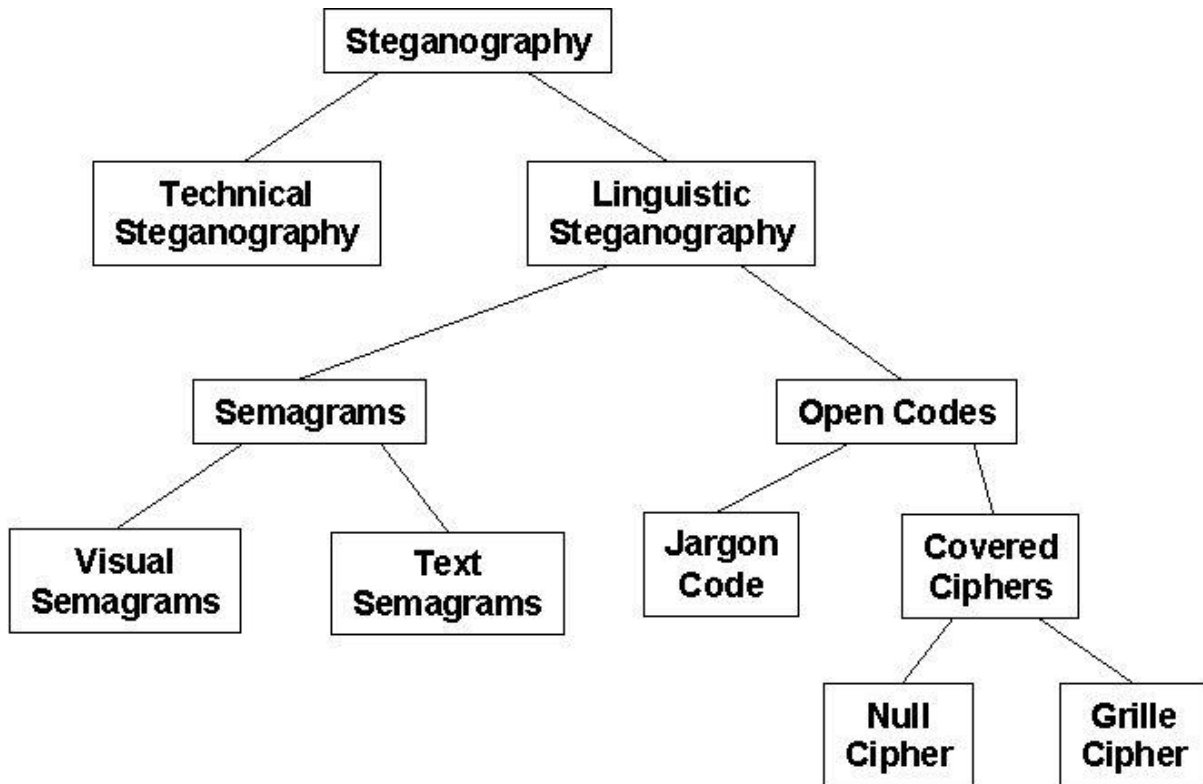 Steganography
Technical
Steganography
Linguistic
Steganography
Semagrams
Open Codes
Visual
Semagrams
Text
Semagrams
Jargon
Code
Covered
Ciphers
Null
Cipher
Grille
Cipher